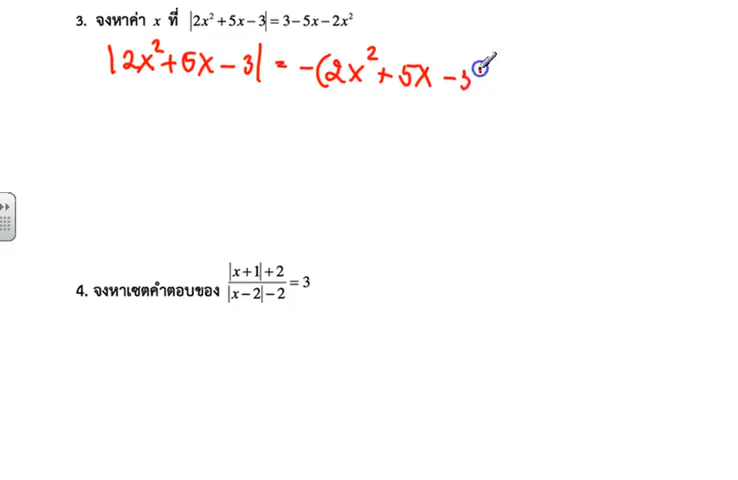 3. จงหาค่า x ที่ |2x² + 5x − 3| = 3 − 5x − 2x²
|2x² + 5x − 3| = −(2x² + 5x − 3
4. จงหาเซตคำตอบของ (|x + 1| + 2)/(|x − 2| − 2) = 3